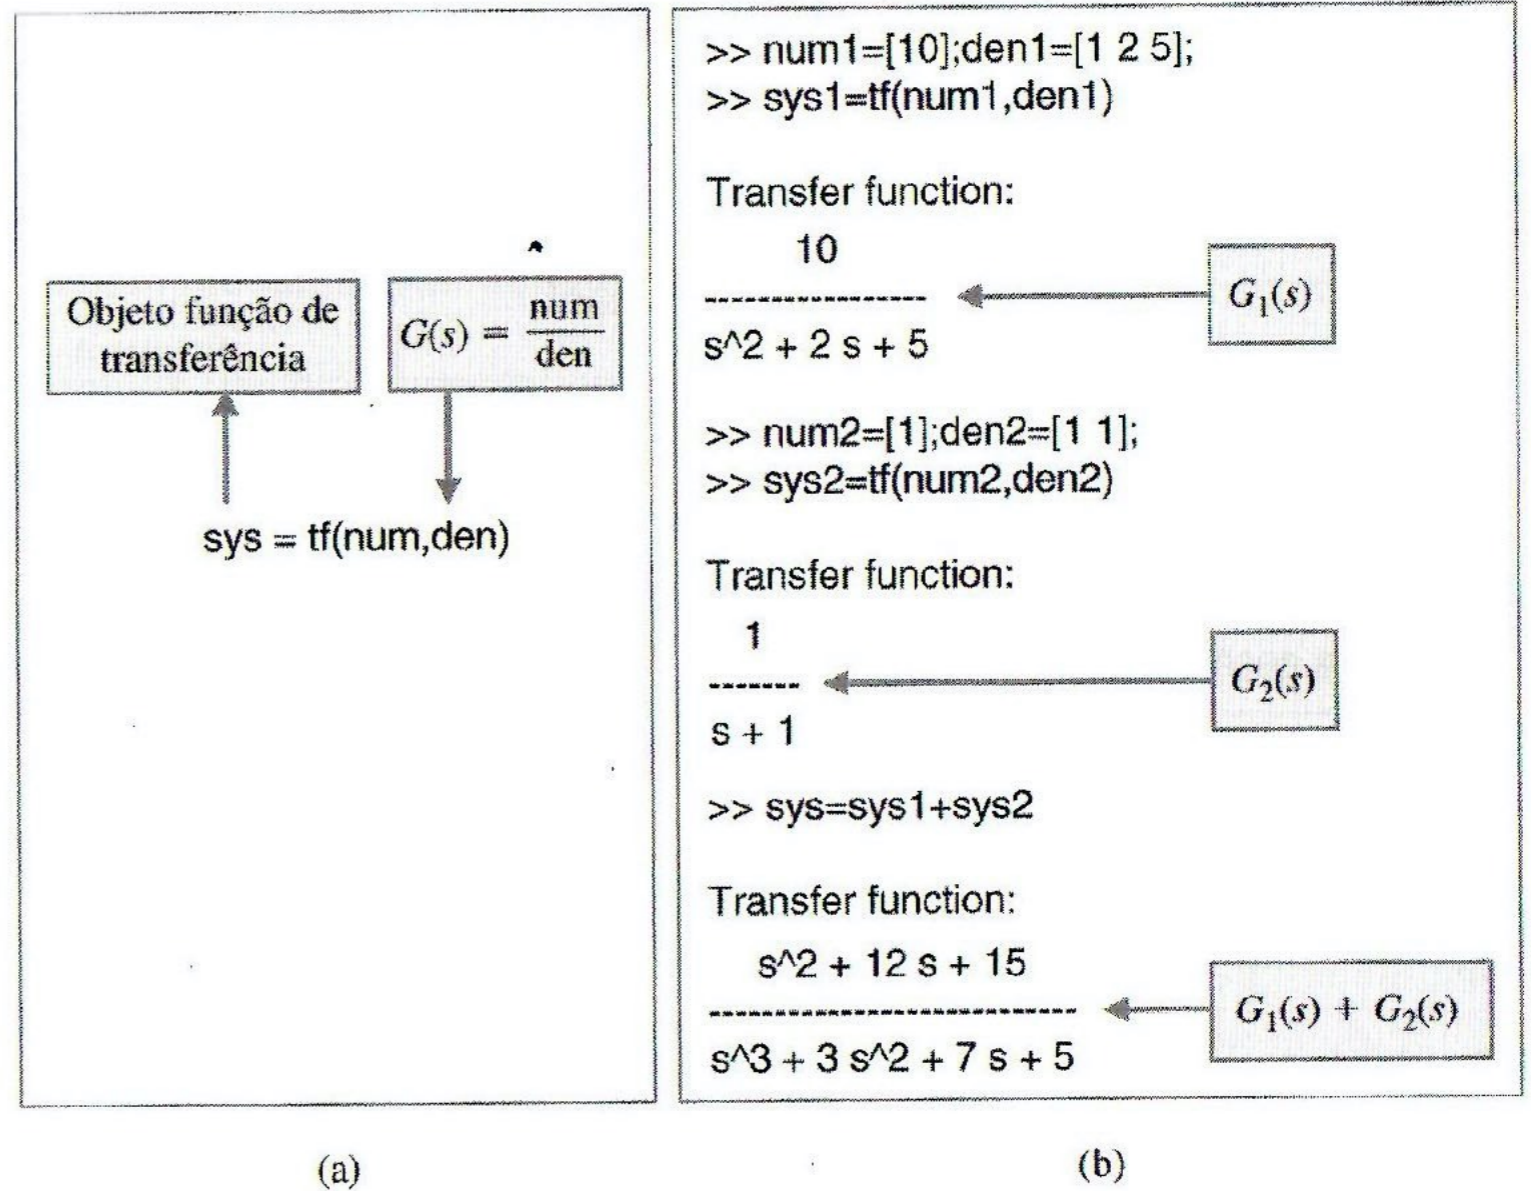 Objeto função de
transferência
G(s) = num
den
sys = tf(num,den)
(a)
>> num1=[10];den1=[1 2 5];
>> sys1=tf(num1,den1)
Transfer function:
10
--------------------
s^2 + 2 s + 5
G₁(s)
>> num2=[1];den2=[1 1];
>> sys2=tf(num2,den2)
Transfer function:
1
-------
s + 1
G₂(s)
>> sys=sys1+sys2
Transfer function:
s^2 + 12 s + 15
-----------------------------
s^3 + 3 s^2 + 7 s + 5
G₁(s) + G₂(s)
(b)